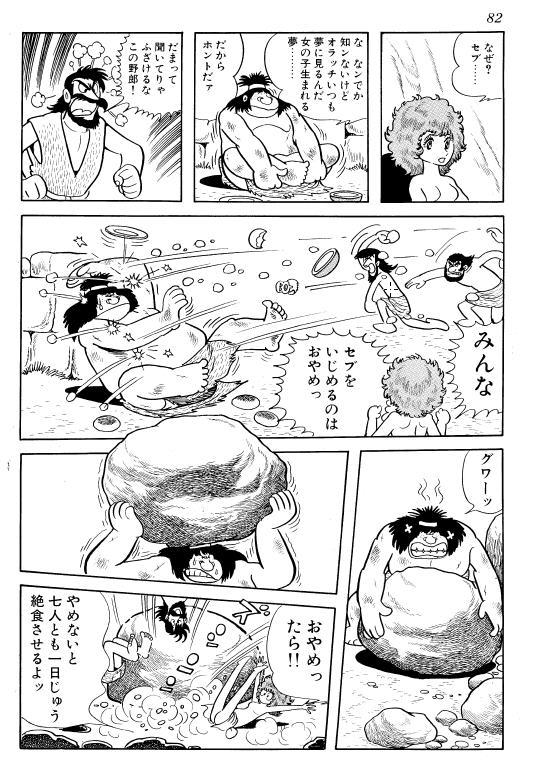 82
なぜ?
セブ……
な なンでか
知ンないけど
オラッチいつも
夢に見るんだ
女の子生まれる
夢……
だから
ホントだァ
だまって
聞いてりゃ
ふざけるな
この野郎！
みんな
セブを
いじめるのは
おやめっ
グワーッ
おやめっ
たら!!
ズシーン
やめないと
七人とも一日じゅう
絶食させるよッ